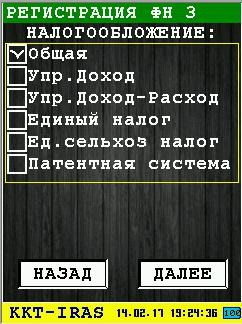 РЕГИСТРАЦИЯ ФН 3
НАЛОГООБЛОЖЕНИЕ:
Общая
Упр.Доход
Упр.Доход-Расход
Единый налог
Ед.сельхоз налог
Патентная система
НАЗАД ДАЛЕЕ
KKT-IRAS 14.02.17 19:24:36 100